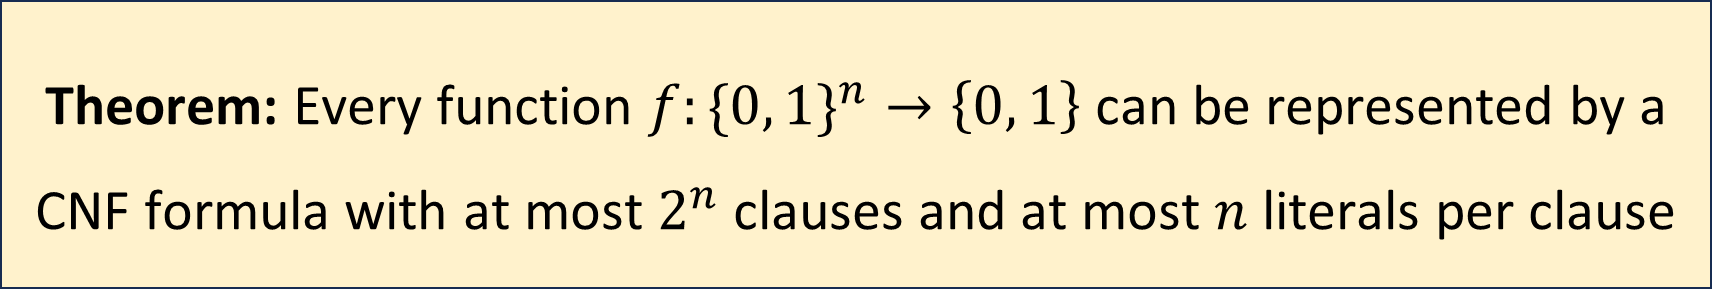 Theorem: Every function 𝑓: {0, 1}ⁿ → {0, 1} can be represented by a
CNF formula with at most 2ⁿ clauses and at most 𝑛 literals per clause